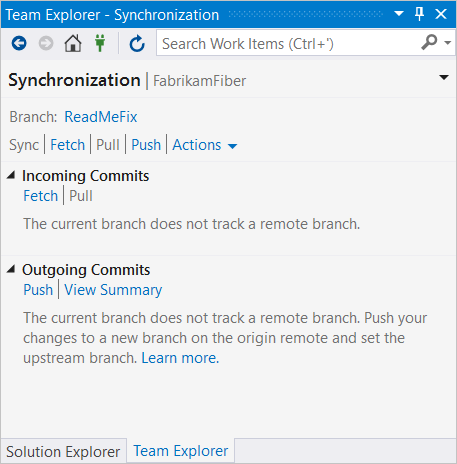 Team Explorer - Synchronization
Search Work Items (Ctrl+')
Synchronization | FabrikamFiber
Branch: ReadMeFix
Sync | Fetch | Pull | Push | Actions
Incoming Commits
Fetch | Pull
The current branch does not track a remote branch.
Outgoing Commits
Push | View Summary
The current branch does not track a remote branch. Push your
changes to a new branch on the origin remote and set the
upstream branch. Learn more.
Solution Explorer Team Explorer